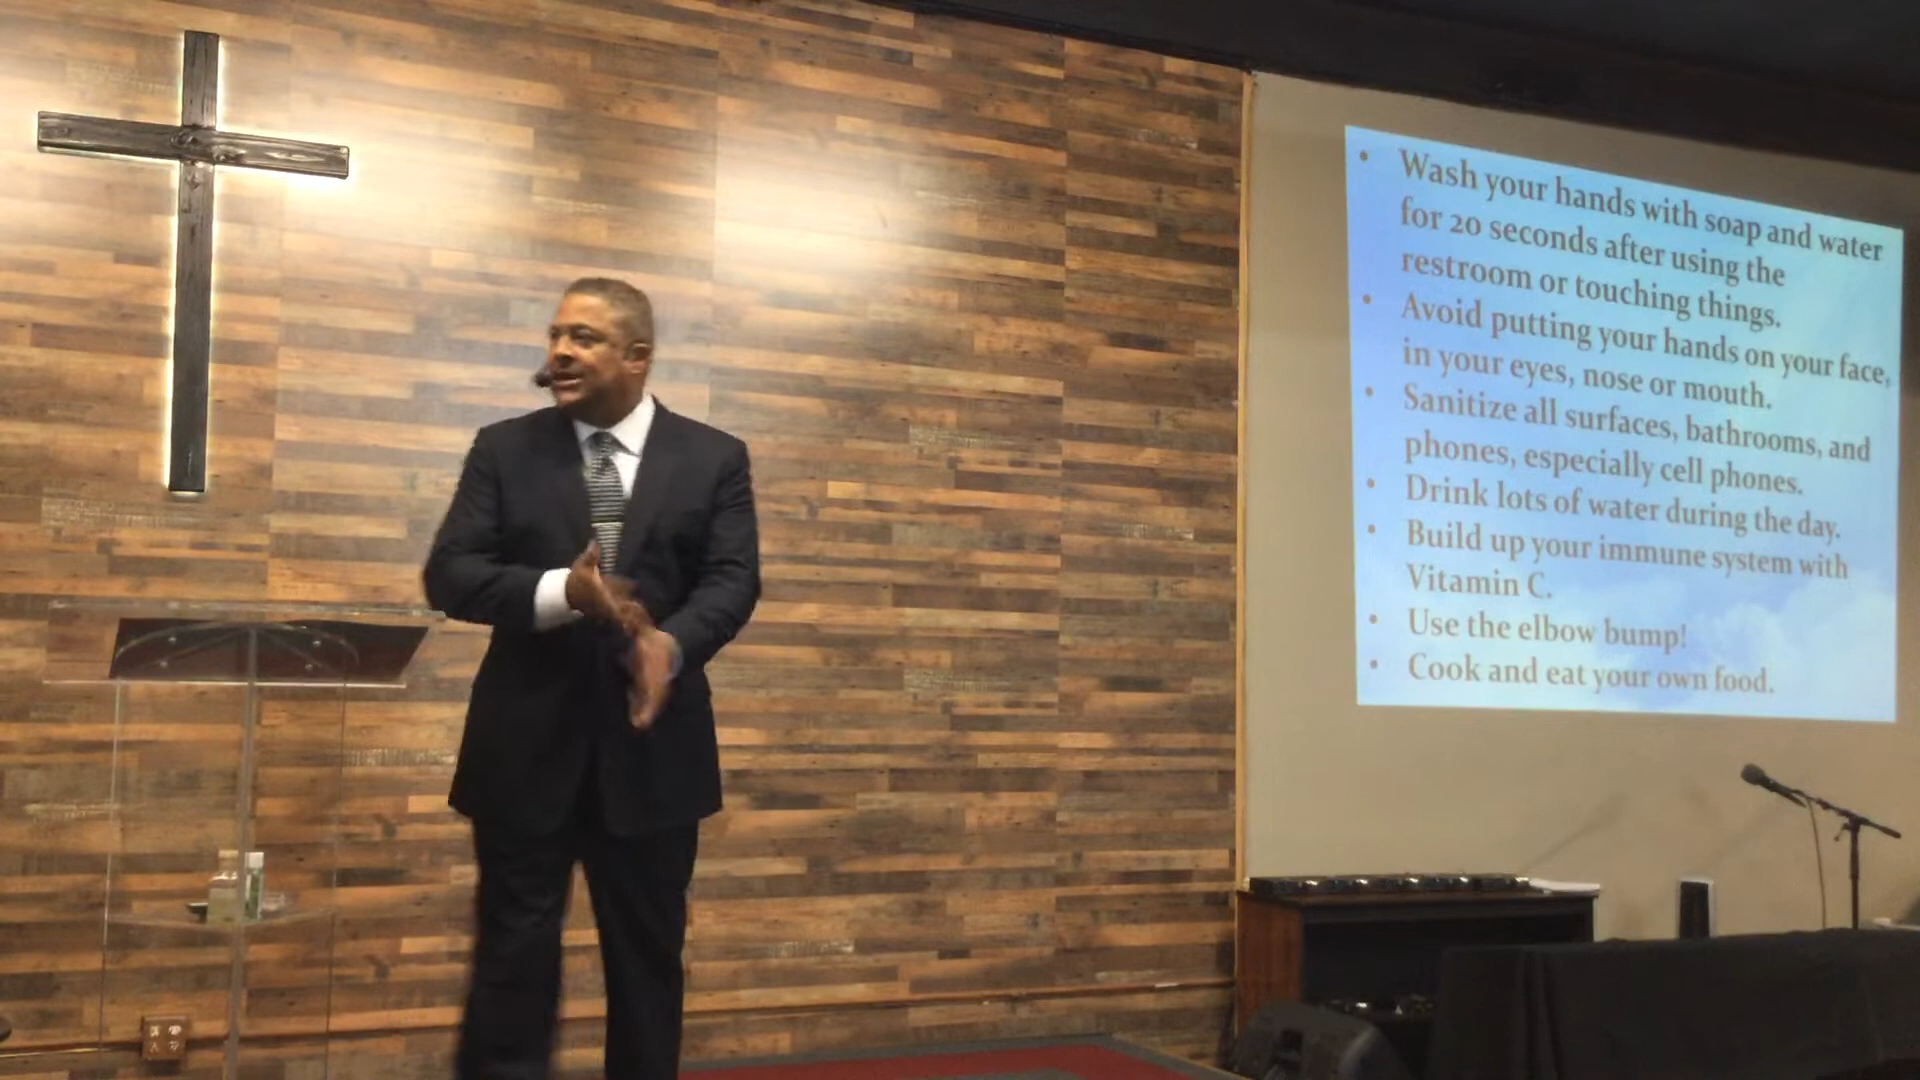 • Wash your hands with soap and water
for 20 seconds after using the
restroom or touching things.
• Avoid putting your hands on your face,
in your eyes, nose or mouth.
• Sanitize all surfaces, bathrooms, and
phones, especially cell phones.
• Drink lots of water during the day.
• Build up your immune system with
Vitamin C.
• Use the elbow bump!
• Cook and eat your own food.